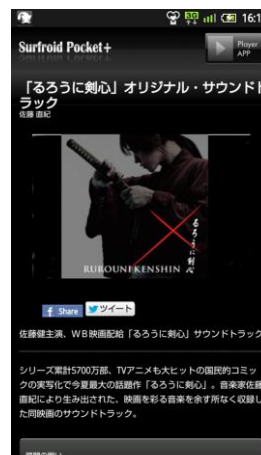 3G
16:1
Surfroid Pocket+
Player
APP
「るろうに剣心」オリジナル・サウンドト
ラック
佐藤 直紀
るろうに剣心
RUROUNI KENSHIN
Share
ツイート
佐藤健主演、WB映画配給「るろうに剣心」サウンドトラック
シリーズ累計5700万部、TVアニメも大ヒットの国民的コミッ
クの実写化で今夏最大の話題作「るろうに剣心」。音楽家佐藤
直紀により生み出された、映画を彩る音楽を余す所なく収録し
た同映画のサウンドトラック。